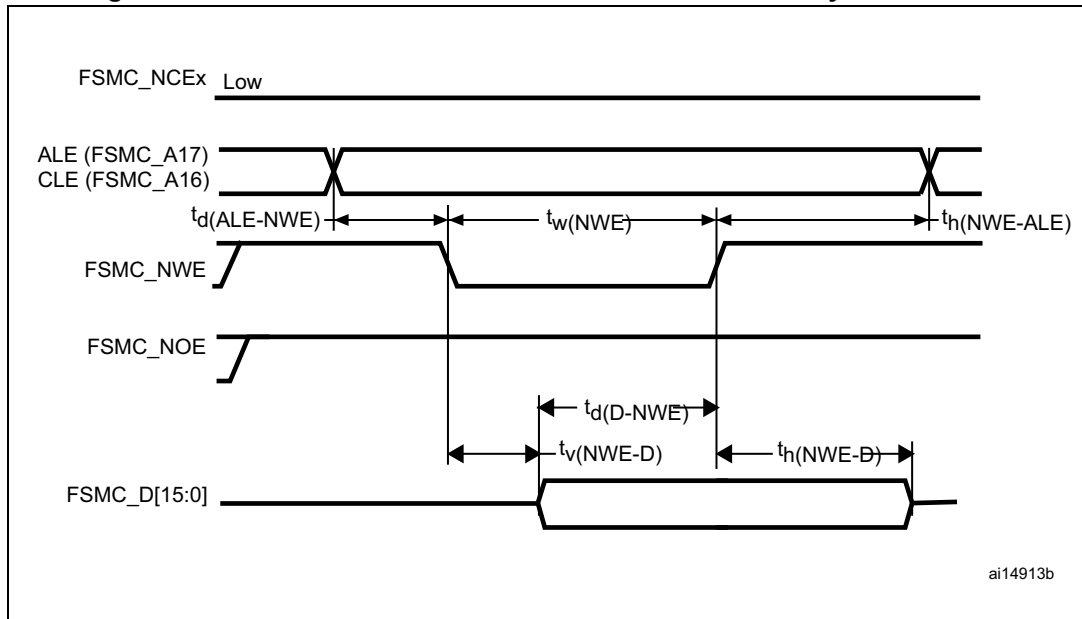 FSMC_NCEx Low
ALE (FSMC_A17)
CLE (FSMC_A16)
td(ALE-NWE) tw(NWE) th(NWE-ALE)
FSMC_NWE
FSMC_NOE
td(D-NWE)
tv(NWE-D) th(NWE-D)
FSMC_D[15:0]
ai14913b